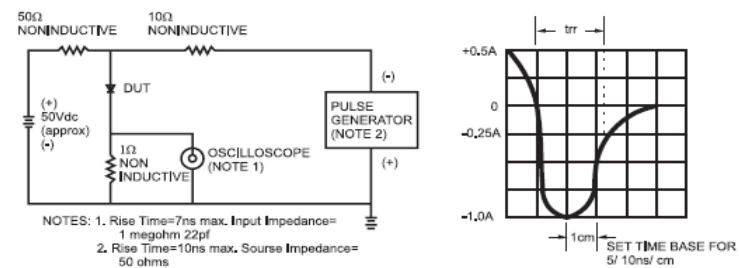 50Ω
NONINDUCTIVE
10Ω
NONINDUCTIVE
DUT
(+)
50Vdc
(approx)
(-)
1Ω
NON
INDUCTIVE
OSCILLOSCOPE
(NOTE 1)
(-)
PULSE
GENERATOR
(NOTE 2)
(+)
NOTES: 1. Rise Time=7ns max. Input Impedance=
1 megohm 22pf
2. Rise Time=10ns max. Sourse Impedance=
50 ohms
trr
+0.5A
0
-0.25A
-1.0A
1cm
SET TIME BASE FOR
5/ 10ns/ cm